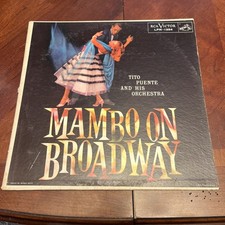 RCA VICTOR
TITO
PUENTE
AND HIS
ORCHESTRA
MAMBO ON
BROADWAY